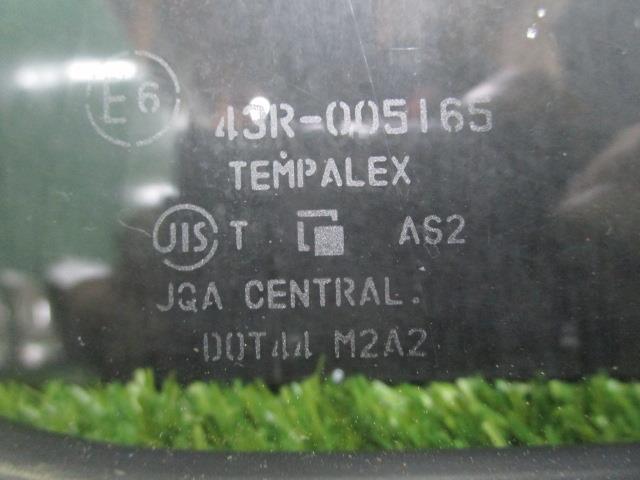 E6
43R-005165
TEMPALEX
JIS T AS2
JQA CENTRAL.
DOT44 M2A2